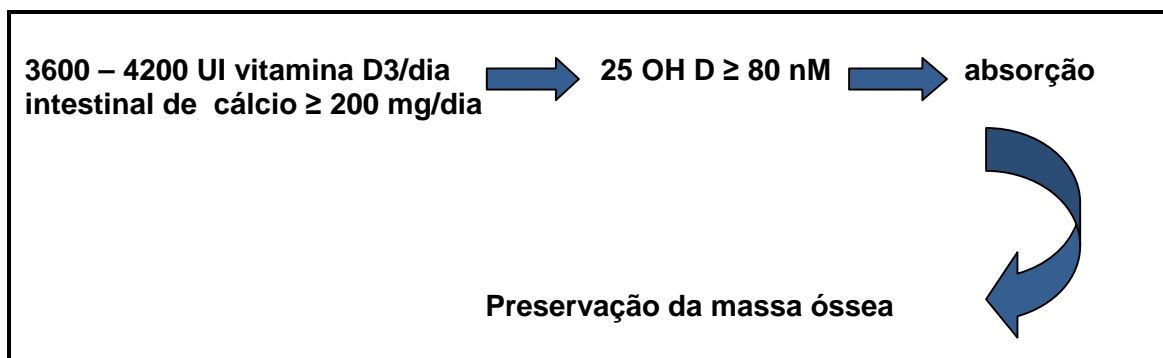 3600 – 4200 UI vitamina D3/dia 25 OH D ≥ 80 nM absorção
intestinal de cálcio ≥ 200 mg/dia
Preservação da massa óssea